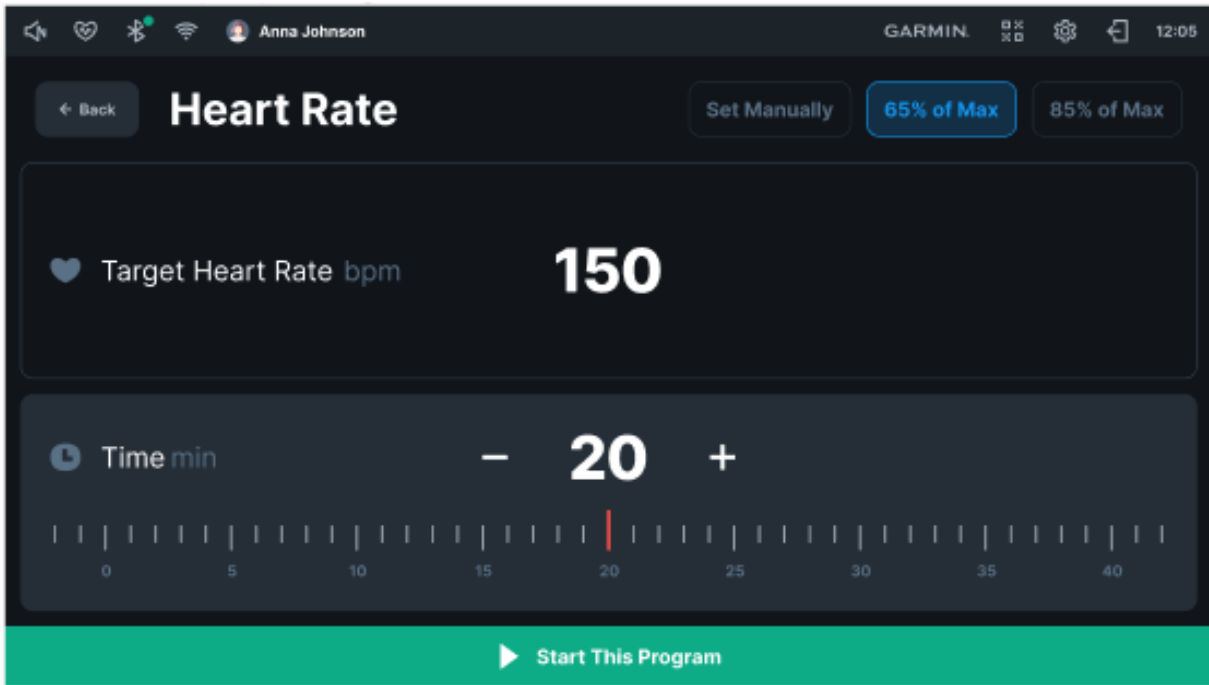 Anna Johnson GARMIN. 12:05
← Back Heart Rate Set Manually 65% of Max 85% of Max
Target Heart Rate bpm 150
Time min − 20 +
0 5 10 15 20 25 30 35 40
Start This Program